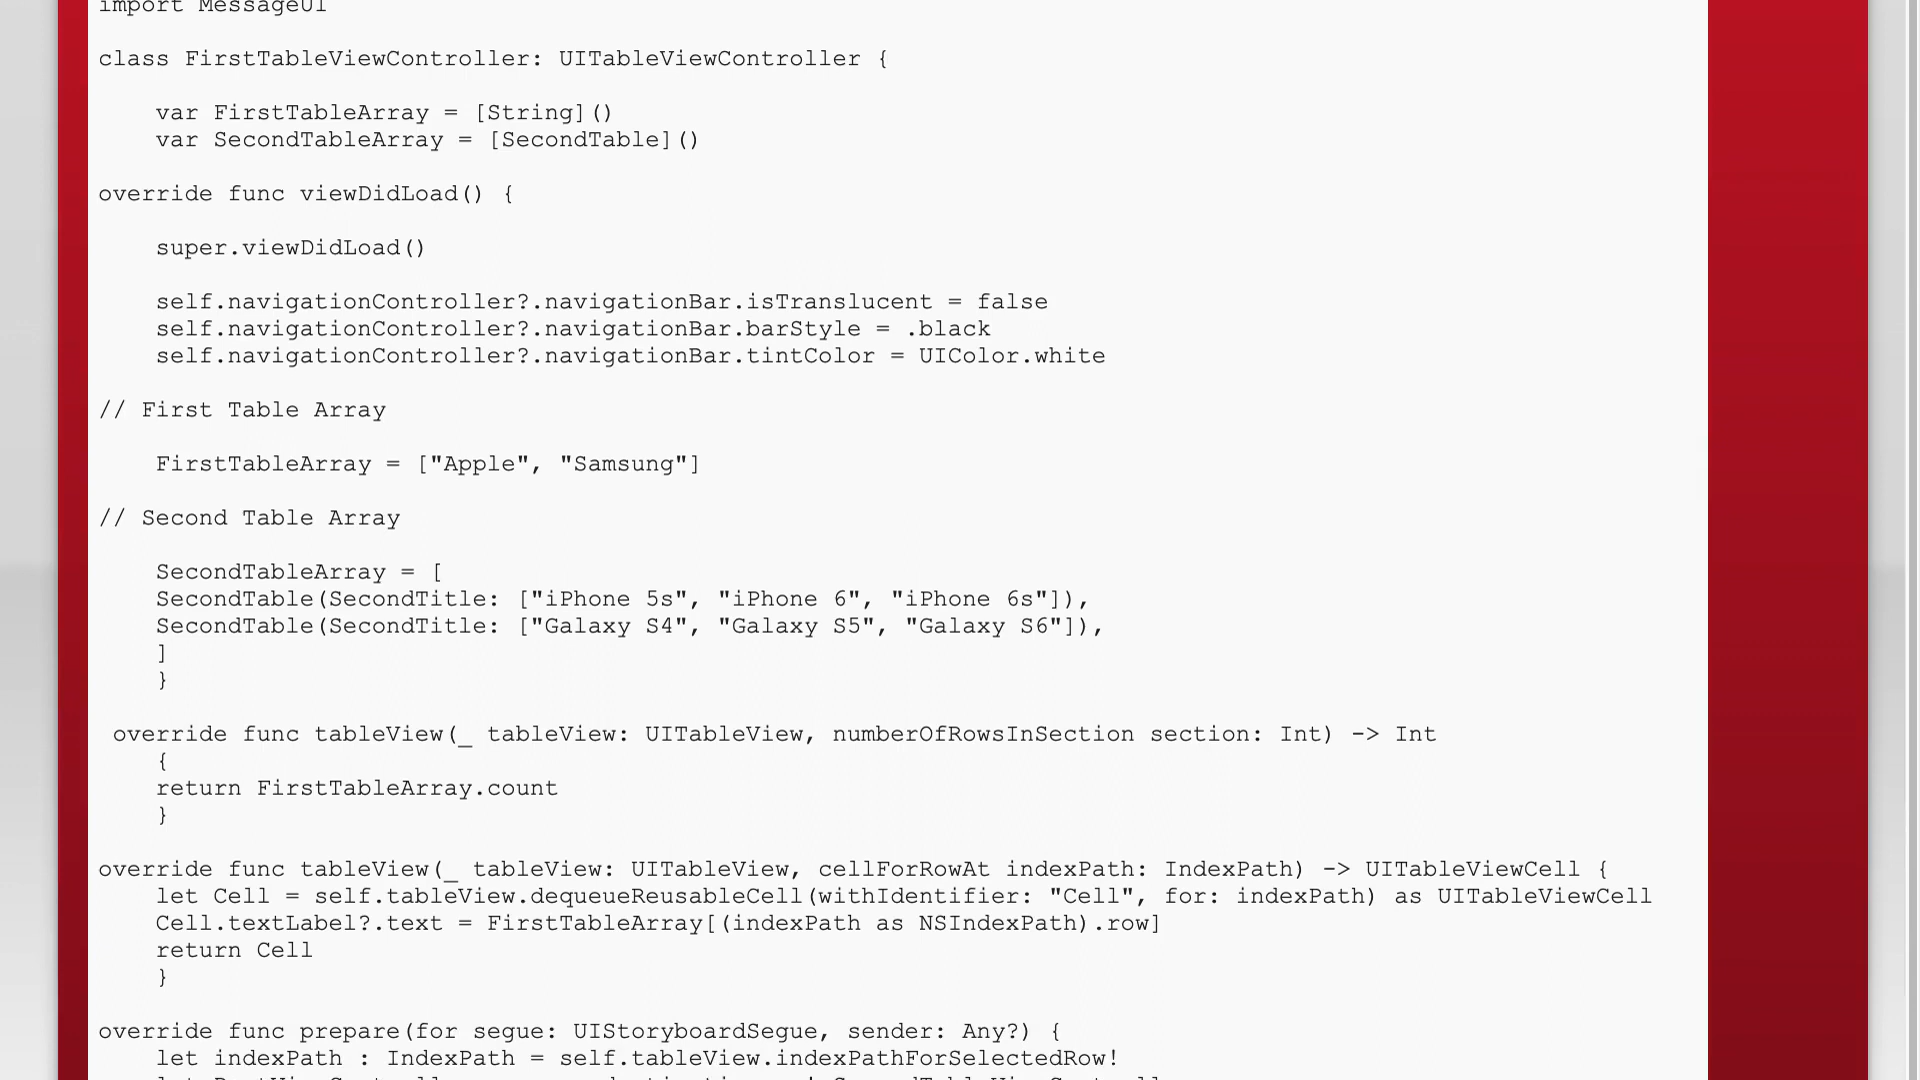 import MessageUI
class FirstTableViewController: UITableViewController {
var FirstTableArray = [String]()
var SecondTableArray = [SecondTable]()
override func viewDidLoad() {
super.viewDidLoad()
self.navigationController?.navigationBar.isTranslucent = false
self.navigationController?.navigationBar.barStyle = .black
self.navigationController?.navigationBar.tintColor = UIColor.white
// First Table Array
FirstTableArray = ["Apple", "Samsung"]
// Second Table Array
SecondTableArray = [
SecondTable(SecondTitle: ["iPhone 5s", "iPhone 6", "iPhone 6s"]),
SecondTable(SecondTitle: ["Galaxy S4", "Galaxy S5", "Galaxy S6"]),
]
}
override func tableView(_ tableView: UITableView, numberOfRowsInSection section: Int) -> Int
{
return FirstTableArray.count
}
override func tableView(_ tableView: UITableView, cellForRowAt indexPath: IndexPath) -> UITableViewCell {
let Cell = self.tableView.dequeueReusableCell(withIdentifier: "Cell", for: indexPath) as UITableViewCell
Cell.textLabel?.text = FirstTableArray[(indexPath as NSIndexPath).row]
return Cell
}
override func prepare(for segue: UIStoryboardSegue, sender: Any?) {
let indexPath : IndexPath = self.tableView.indexPathForSelectedRow!